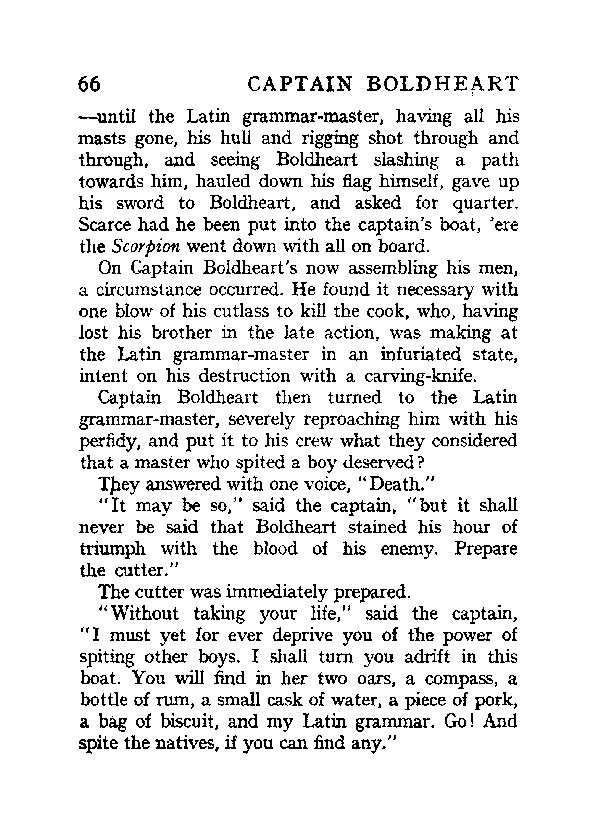 66 CAPTAIN BOLDHEART
—until the Latin grammar-master, having all his
masts gone, his hull and rigging shot through and
through, and seeing Boldheart slashing a path
towards him, hauled down his flag himself, gave up
his sword to Boldheart, and asked for quarter.
Scarce had he been put into the captain's boat, 'ere
the Scorpion went down with all on board.
On Captain Boldheart's now assembling his men,
a circumstance occurred. He found it necessary with
one blow of his cutlass to kill the cook, who, having
lost his brother in the late action, was making at
the Latin grammar-master in an infuriated state,
intent on his destruction with a carving-knife.
Captain Boldheart then turned to the Latin
grammar-master, severely reproaching him with his
perfidy, and put it to his crew what they considered
that a master who spited a boy deserved?
They answered with one voice, "Death."
"It may be so," said the captain, "but it shall
never be said that Boldheart stained his hour of
triumph with the blood of his enemy. Prepare
the cutter."
The cutter was immediately prepared.
"Without taking your life," said the captain,
"I must yet for ever deprive you of the power of
spiting other boys. I shall turn you adrift in this
boat. You will find in her two oars, a compass, a
bottle of rum, a small cask of water, a piece of pork,
a bag of biscuit, and my Latin grammar. Go! And
spite the natives, if you can find any."